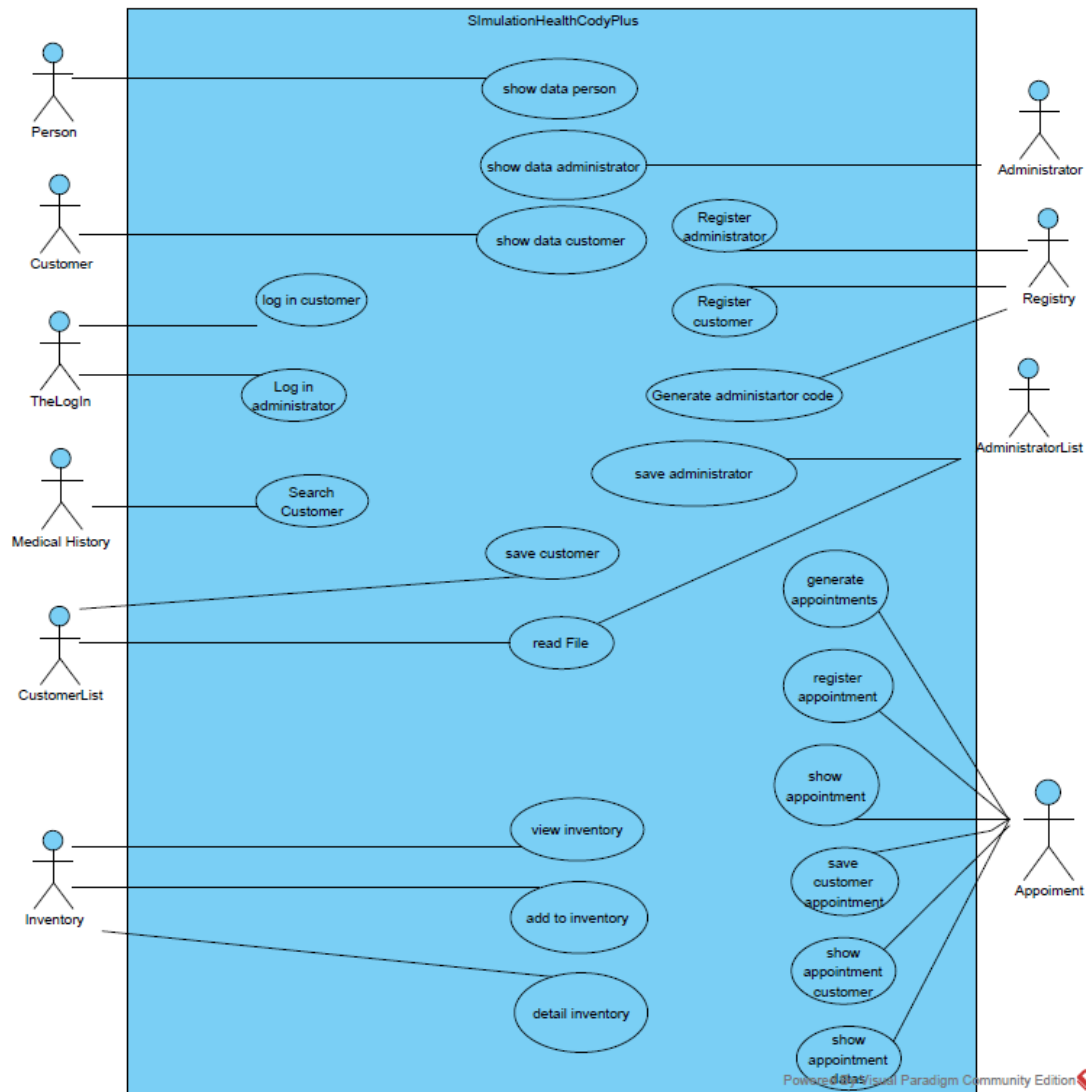 SImulationHealthCodyPlus
Person
show data person
Administrator
show data administrator
Customer
show data customer
Register
administrator
Registry
log in customer
Register
customer
TheLogIn
Log in
administrator
Generate administartor code
AdministratorList
save administrator
Medical History
Search
Customer
save customer
generate
appointments
CustomerList
read File
register
appointment
show
appointment
view inventory
Inventory
add to inventory
save
customer
appointment
Appoiment
detail inventory
show
appointment
customer
show
appointment
datas
Powered By Visual Paradigm Community Edition